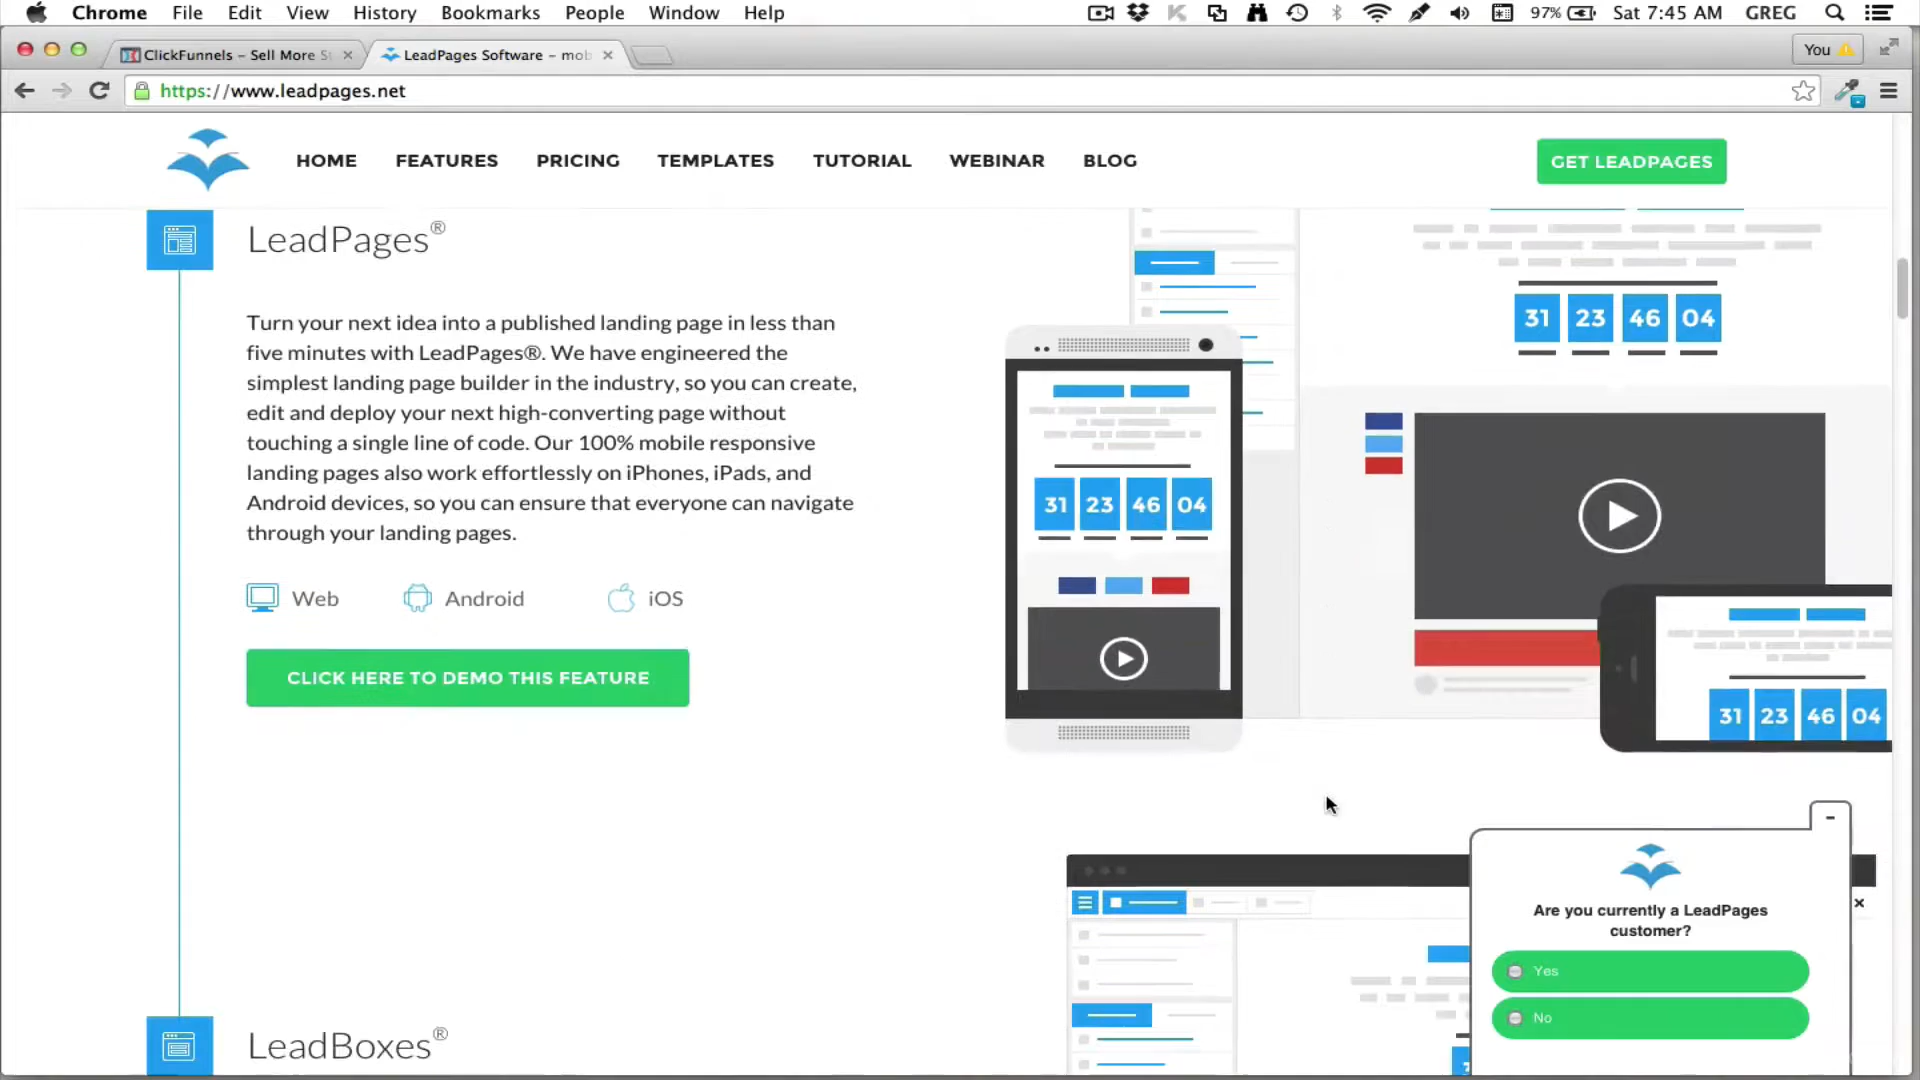 Chrome File Edit View History Bookmarks People Window Help 97% Sat 7:45 AM GREG
ClickFunnels – Sell More St
LeadPages Software – mob
You
https://www.leadpages.net
HOME FEATURES PRICING TEMPLATES TUTORIAL WEBINAR BLOG
GET LEADPAGES
LeadPages®
Turn your next idea into a published landing page in less than
five minutes with LeadPages®. We have engineered the
simplest landing page builder in the industry, so you can create,
edit and deploy your next high-converting page without
touching a single line of code. Our 100% mobile responsive
landing pages also work effortlessly on iPhones, iPads, and
Android devices, so you can ensure that everyone can navigate
through your landing pages.
Web Android iOS
CLICK HERE TO DEMO THIS FEATURE
31 23 46 04
31 23 46 04
31 23 46 04
Are you currently a LeadPages
customer?
Yes
No
LeadBoxes®